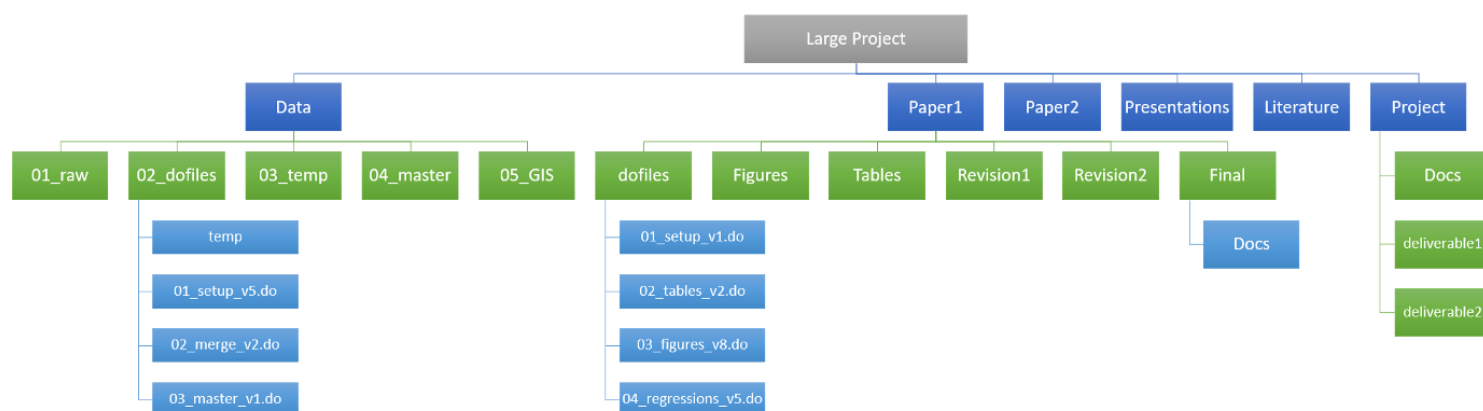 Large Project
Data
Paper1
Paper2
Presentations
Literature
Project
01_raw
02_dofiles
03_temp
04_master
05_GIS
dofiles
Figures
Tables
Revision1
Revision2
Final
Docs
temp
01_setup_v1.do
Docs
deliverable1
01_setup_v5.do
02_tables_v2.do
deliverable2
02_merge_v2.do
03_figures_v8.do
03_master_v1.do
04_regressions_v5.do